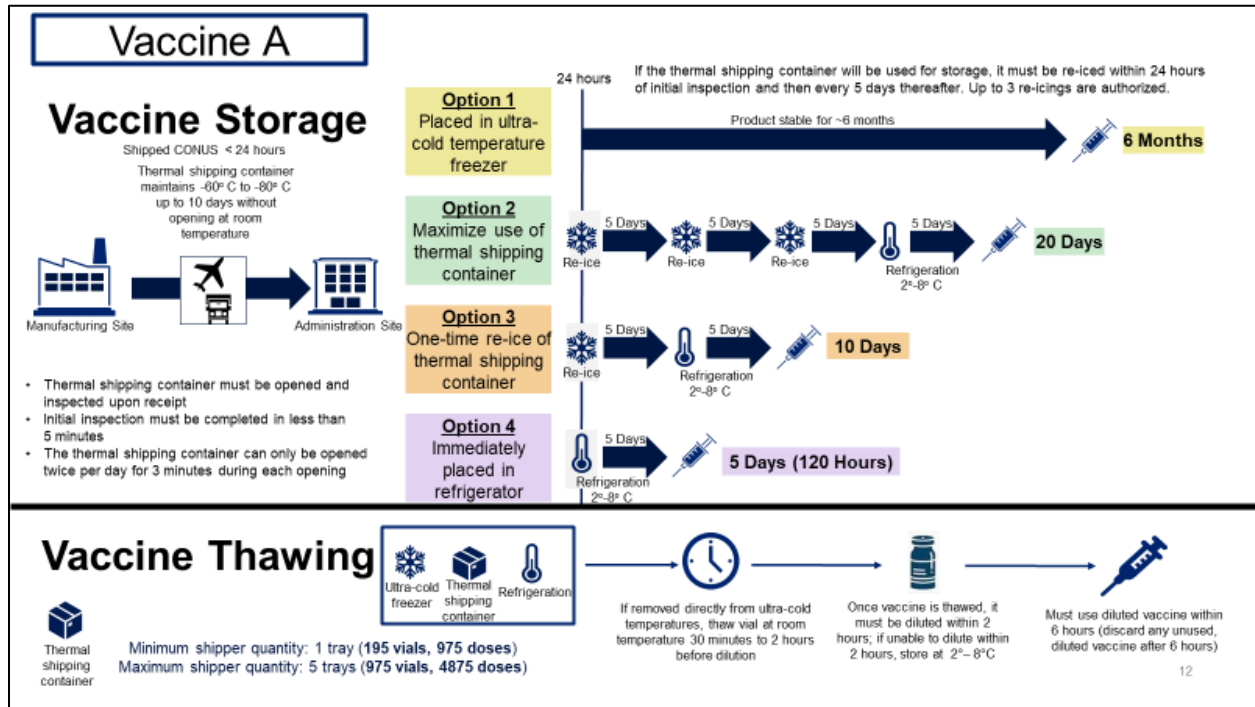 Vaccine A
Vaccine Storage
Shipped CONUS < 24 hours
Thermal shipping container
maintains -60º C to -80º C
up to 10 days without
opening at room
temperature
Manufacturing Site
Administration Site
• Thermal shipping container must be opened and
inspected upon receipt
• Initial inspection must be completed in less than
5 minutes
• The thermal shipping container can only be opened
twice per day for 3 minutes during each opening
24 hours
If the thermal shipping container will be used for storage, it must be re-iced within 24 hours
of initial inspection and then every 5 days thereafter. Up to 3 re-icings are authorized.
Option 1
Placed in ultra-
cold temperature
freezer
Product stable for ~6 months
6 Months
Option 2
Maximize use of
thermal shipping
container
Re-ice
5 Days
Re-ice
5 Days
Re-ice
5 Days
Refrigeration
2º-8º C
5 Days
20 Days
Option 3
One-time re-ice of
thermal shipping
container
Re-ice
5 Days
Refrigeration
2º-8º C
5 Days
10 Days
Option 4
Immediately
placed in
refrigerator
Refrigeration
2º-8º C
5 Days
5 Days (120 Hours)
Vaccine Thawing
Thermal
shipping
container
Ultra-cold
freezer
Thermal
shipping
container
Refrigeration
Minimum shipper quantity: 1 tray (195 vials, 975 doses)
Maximum shipper quantity: 5 trays (975 vials, 4875 doses)
If removed directly from ultra-cold
temperatures, thaw vial at room
temperature 30 minutes to 2 hours
before dilution
Once vaccine is thawed, it
must be diluted within 2
hours; if unable to dilute within
2 hours, store at 2°– 8°C
Must use diluted vaccine within
6 hours (discard any unused,
diluted vaccine after 6 hours)
12